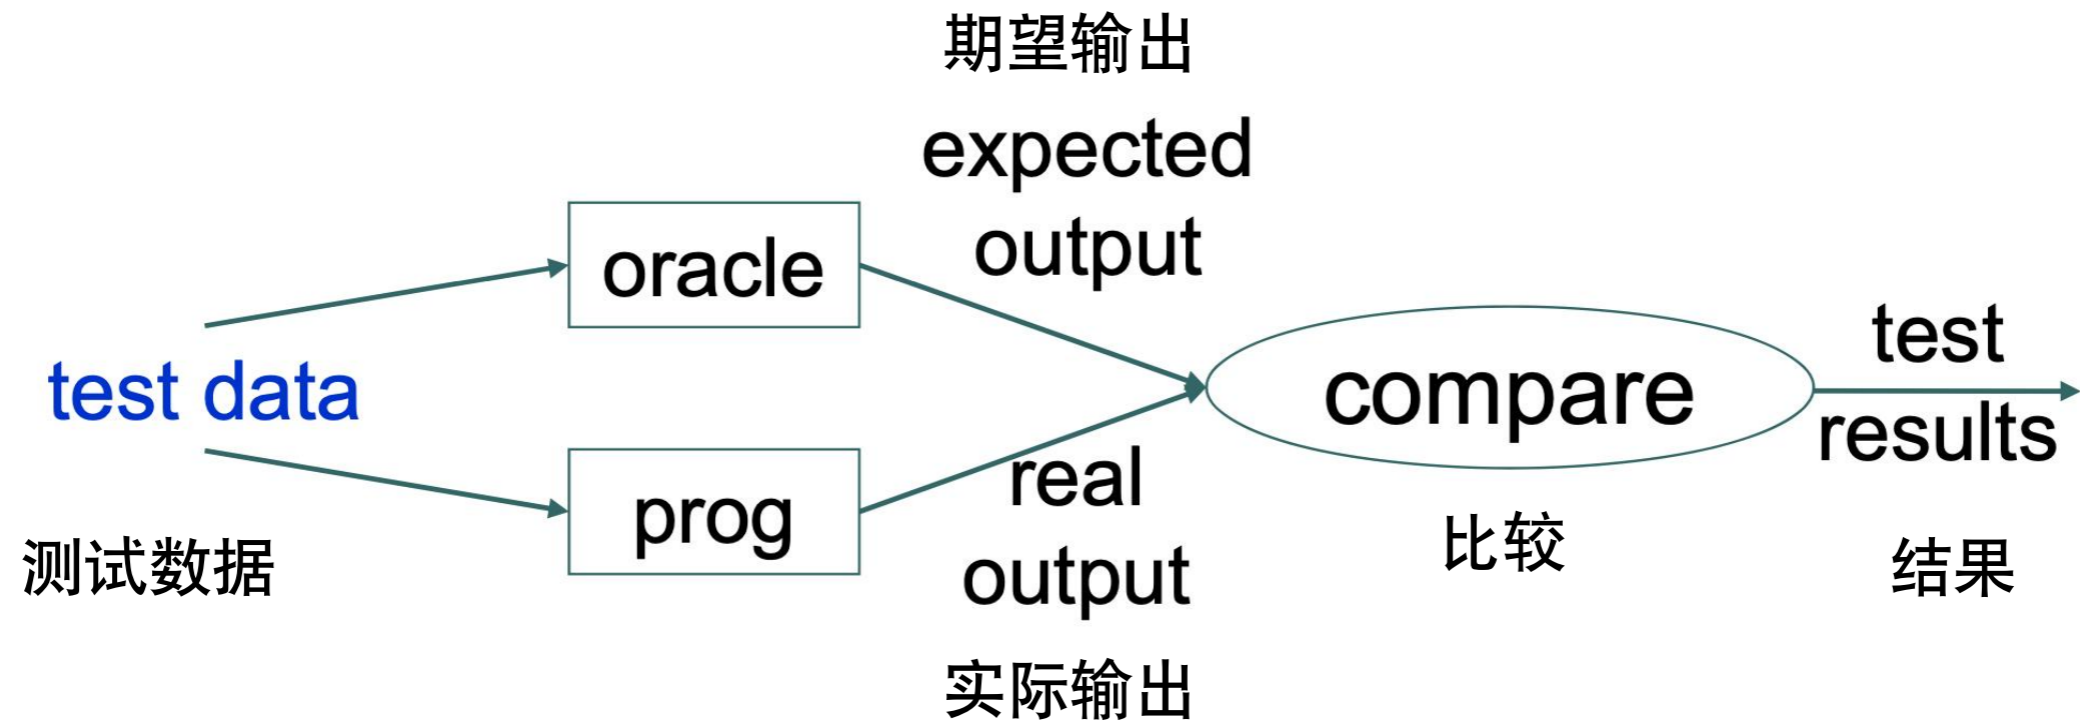 期望输出
expected
output
oracle
test data
测试数据
prog
real
output
实际输出
compare
比较
test
results
结果